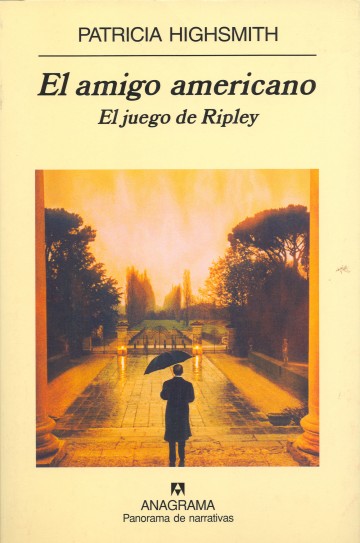 PATRICIA HIGHSMITH
El amigo americano
El juego de Ripley
ANAGRAMA
Panorama de narrativas